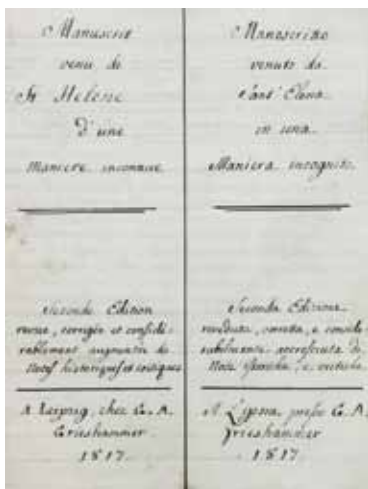 Manuscrit
venu de
St Helene
D'une
maniere inconnue
Seconde Edition
revue, corrigée et considé-
rablement augmentée de
Notes historiques et critiques
A Leipzig, chez G. A.
Grieshammer
1817.
Manoscritto
venuto da
Sant' Elena
in una
Maniera incognita.
Seconda Edizione
riveduta, corretta, e conside-
rabilmente accresciuta di
Note storiche, e critiche
A Lipsia, presso G. A.
Grieshammer
1817.